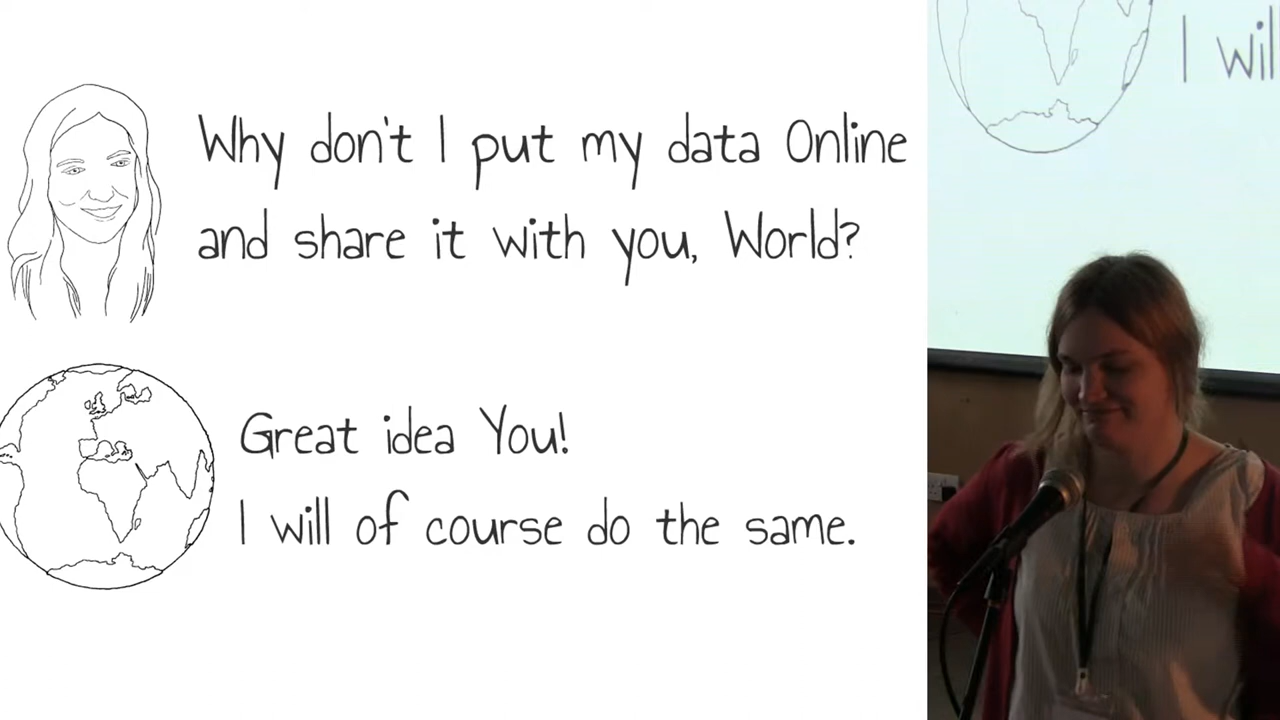 Why don't I put my data Online
and share it with you, World?
Great idea You!
I will of course do the same.
I will